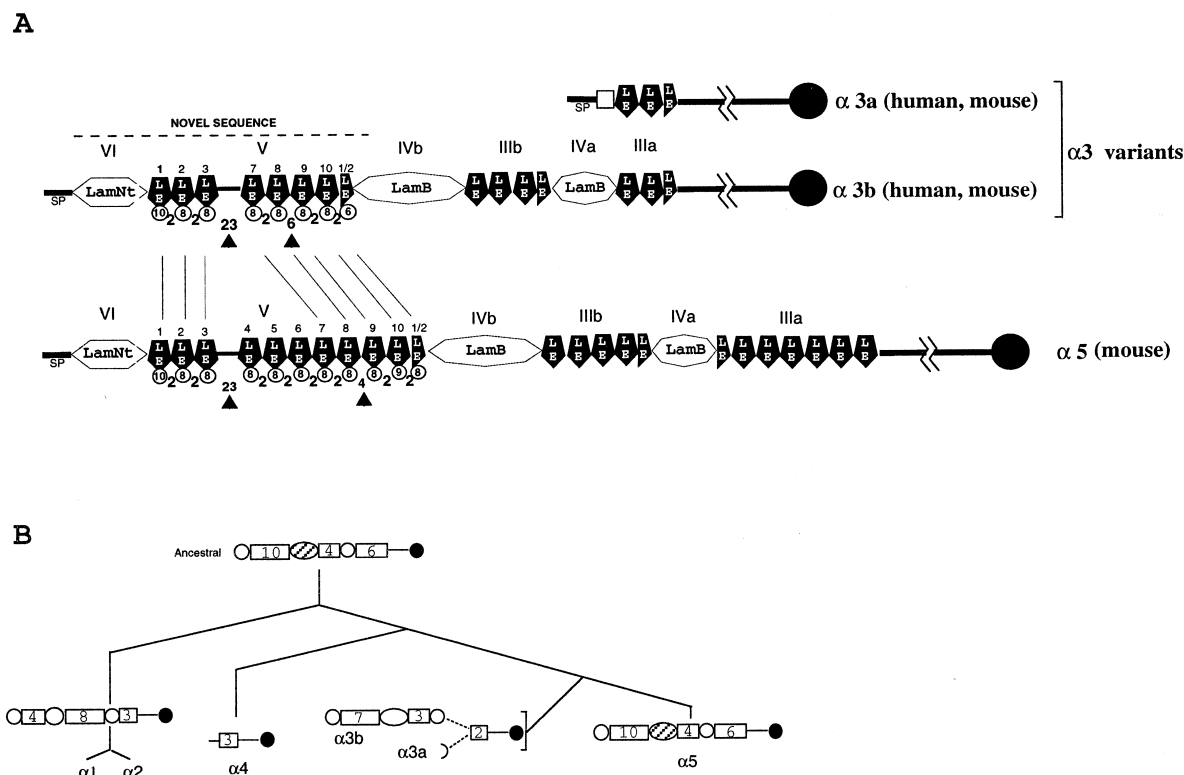 A
SP L E L E L E α 3a (human, mouse)
NOVEL SEQUENCE
VI V IVb IIIb IVa IIIa
α3 variants
1 2 3 7 8 9 10 1/2
SP LamNt L E L E L E L E L E L E L E L E LamB L E L E L E L E LamB L E L E L E α 3b (human, mouse)
10 2 8 2 8 8 2 8 2 8 2 8 2 6
23 6
VI V IVb IIIb IVa IIIa
1 2 3 4 5 6 7 8 9 10 1/2
SP LamNt L E L E L E L E L E L E L E L E L E L E L E LamB L E L E L E L E L E LamB L E L E L E L E L E L E L E α 5 (mouse)
10 2 8 2 8 8 2 8 2 8 2 8 2 8 8 2 9 2 8
23 4
B
Ancestral 10 4 6
4 8 3
3
7 3 2
10 4 6
α1 α2
α4
α3b
α3a
α5